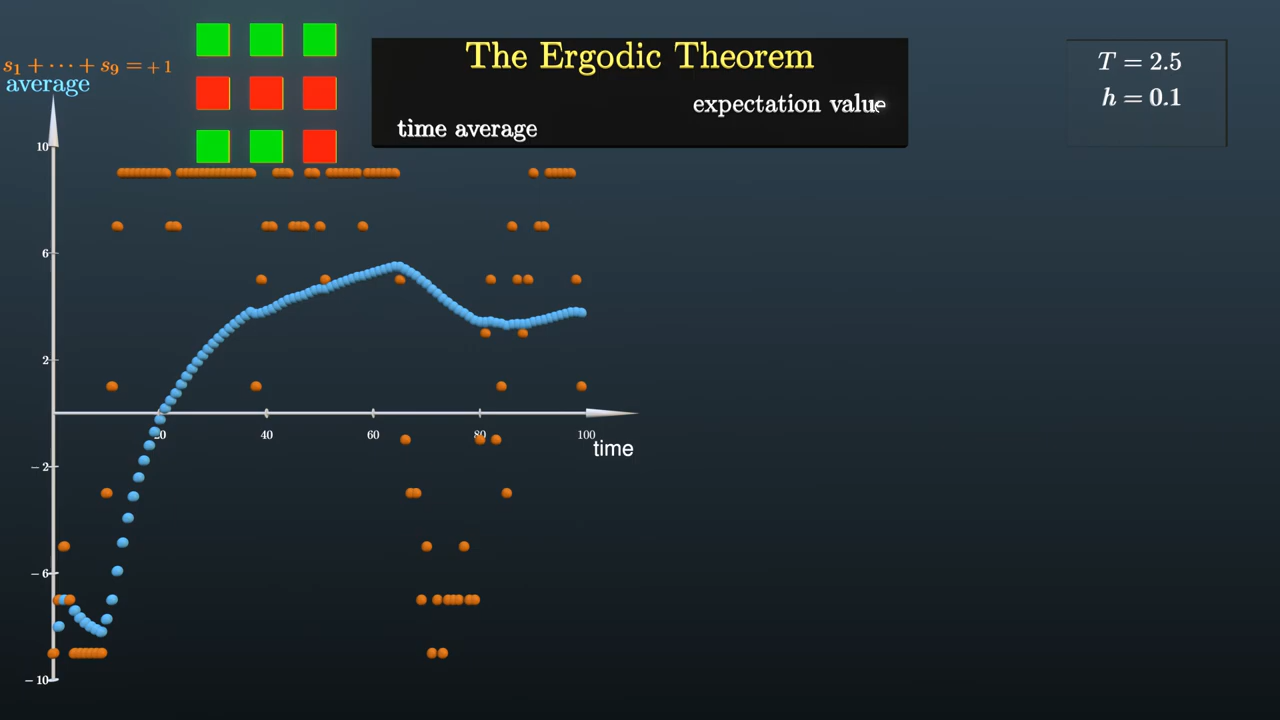 The Ergodic Theorem
expectation value
time average
T = 2.5
h = 0.1
s₁ + ⋯ + s₉ = +1
average
10
6
2
−2
−6
−10
20
40
60
80
100
time